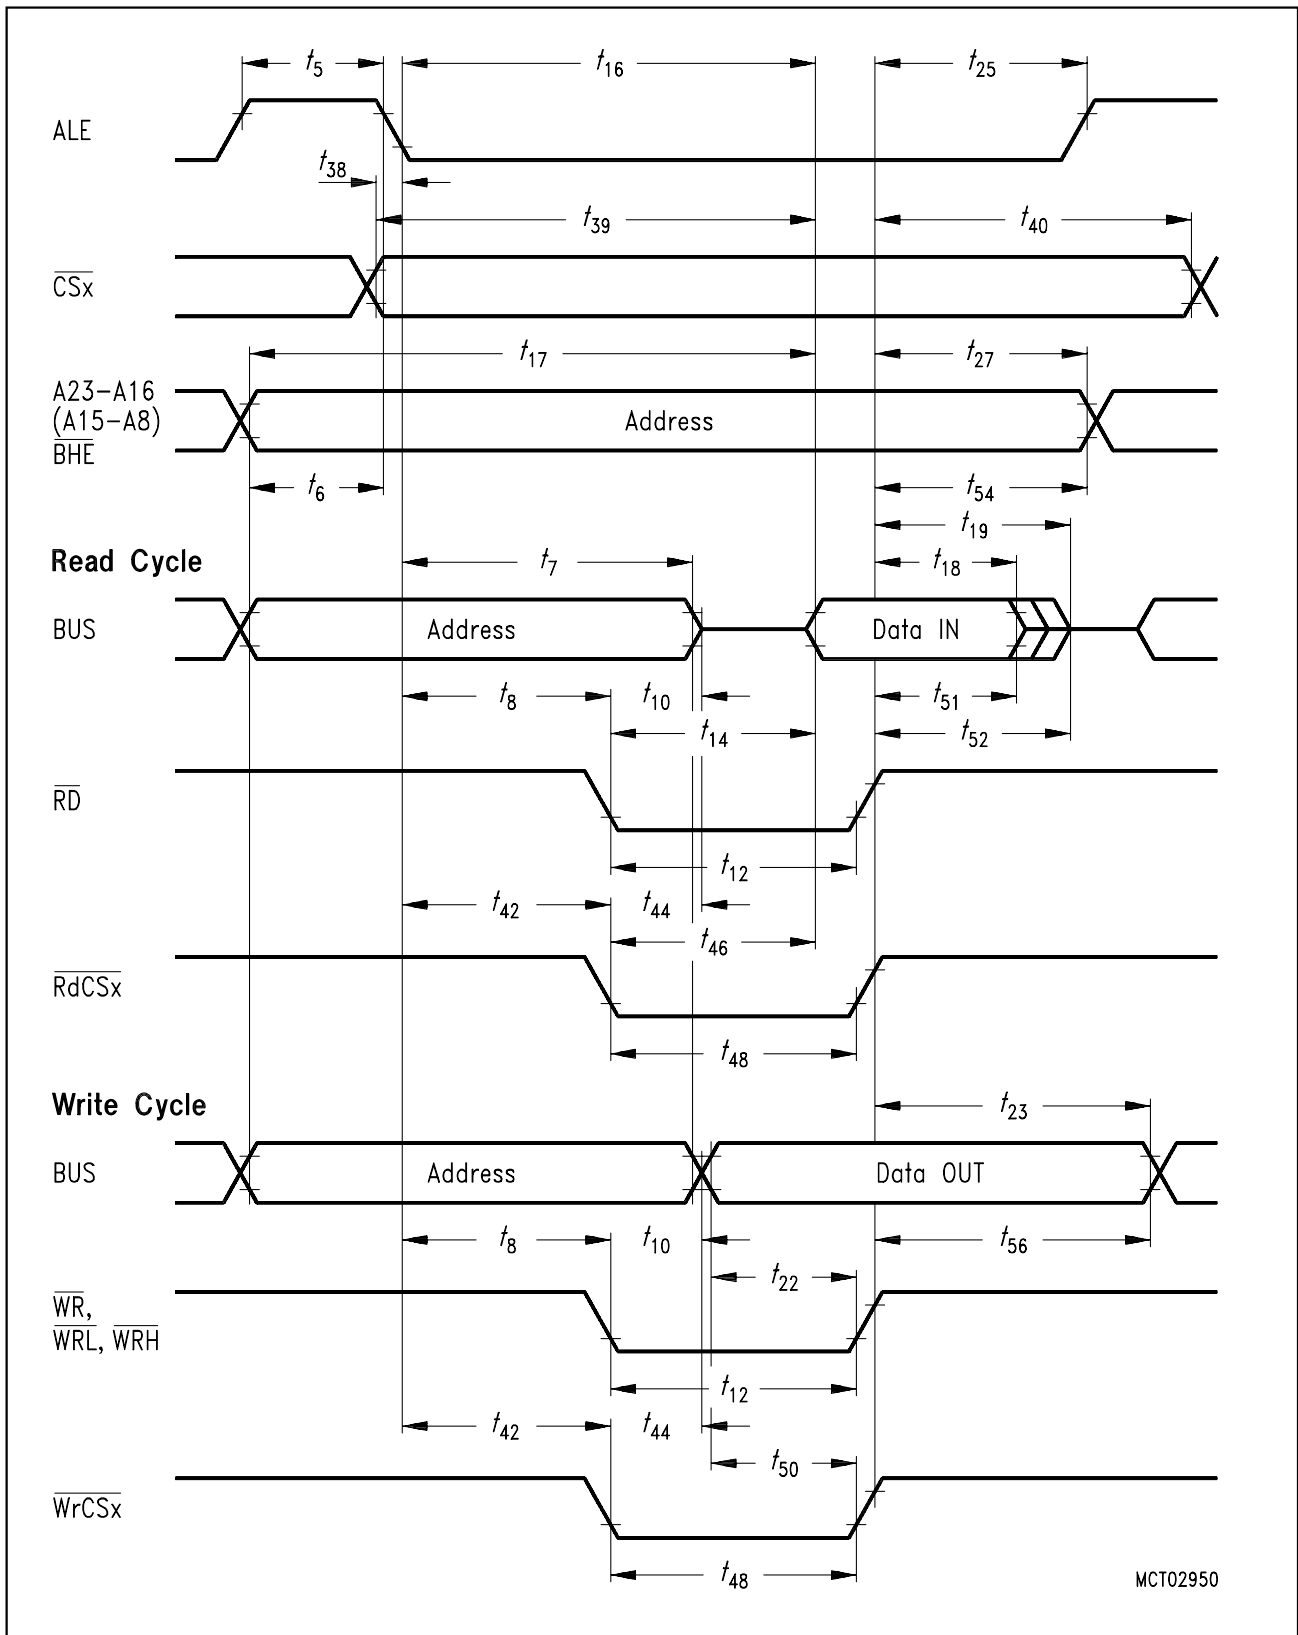 t5 t16 t25
ALE
t38
t39 t40
CSx
t17 t27
A23-A16
(A15-A8) Address
BHE
t6 t54
t19
Read Cycle t7 t18
BUS Address Data IN
t8 t10 t51
t14 t52
RD
t12
t42 t44
t46
RdCSx
t48
Write Cycle t23
BUS Address Data OUT
t8 t10 t56
t22
WR,
WRL, WRH
t12
t42 t44
t50
WrCSx
t48
MCT02950